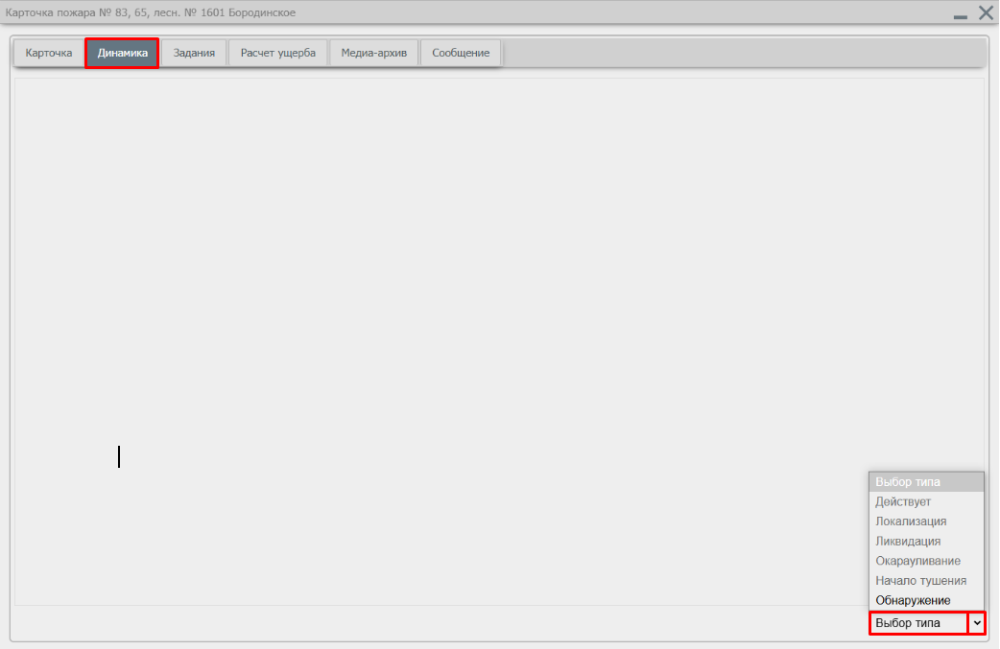 Карточка пожара № 83, 65, лесн. № 1601 Бородинское
Карточка Динамика Задания Расчет ущерба Медиа-архив Сообщение
Выбор типа
Действует
Локализация
Ликвидация
Окарауливание
Начало тушения
Обнаружение
Выбор типа